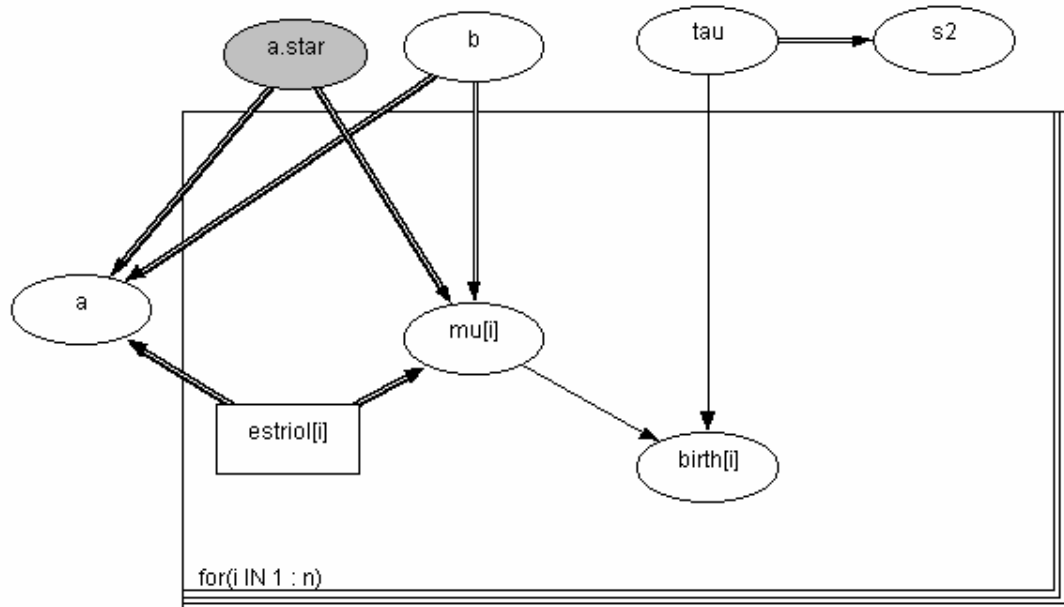 a.star
b
tau
s2
a
mu[i]
estriol[i]
birth[i]
for(i IN 1 : n)